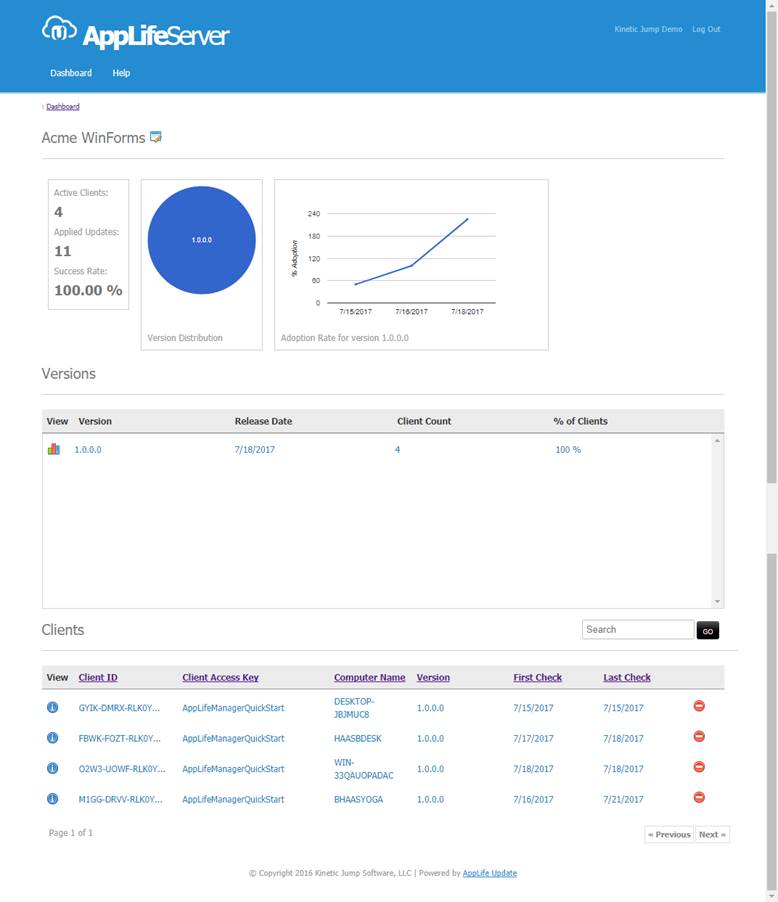 AppLifeServer
Kinetic Jump Demo Log Out
Dashboard Help
: Dashboard
Acme WinForms
Active Clients:
4
Applied Updates:
11
Success Rate:
100.00 %
1.0.0.0
Version Distribution
240
180
120
60
0
% Adoption
7/15/2017 7/16/2017 7/18/2017
Adoption Rate for version 1.0.0.0
Versions
View Version Release Date Client Count % of Clients
1.0.0.0 7/18/2017 4 100 %
Clients
Search GO
View Client ID Client Access Key Computer Name Version First Check Last Check
GYIK-DMRX-RLK0Y... AppLifeManagerQuickStart DESKTOP-
JBJMUC8 1.0.0.0 7/15/2017 7/15/2017
FBWK-FOZT-RLK0Y... AppLifeManagerQuickStart HAASBDESK 1.0.0.0 7/17/2017 7/18/2017
O2W3-UOWF-RLK0Y... AppLifeManagerQuickStart WIN-
33QAUOPADAC 1.0.0.0 7/18/2017 7/18/2017
M1GG-DRVV-RLK0Y... AppLifeManagerQuickStart BHAASYOGA 1.0.0.0 7/16/2017 7/21/2017
Page 1 of 1
« Previous Next »
© Copyright 2016 Kinetic Jump Software, LLC | Powered by AppLife Update